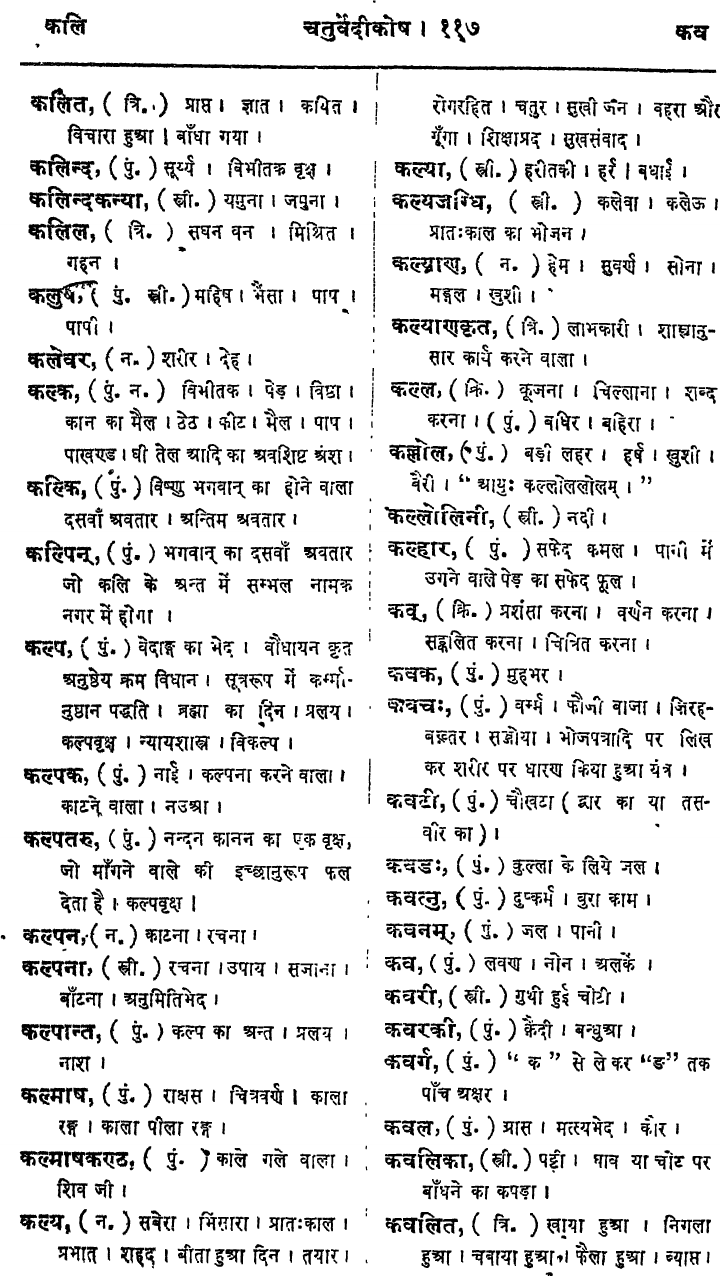 कलि
चतुर्वेदीकोष। ११७
कव
कलित, ( त्रि. ) प्राप्त। ज्ञात। कथित।
विचारा हुआ। बाँधा गया।
कलिन्द, ( पुं. ) सूर्य्य। विभीतक वृक्ष।
कलिन्दकन्या, ( स्त्री. ) यमुना। जमुना।
कलिल, ( त्रि. ) सघन वन । मिश्रित।
गहन।
कलुष, ( पुं. स्त्री. ) महिष। भैंसा। पाप।
पापी।
कलेवर, ( न. ) शरीर। देह।
कल्क, ( पुं. न. ) विभीतक। पेड़। विष्ठा।
कान का मैल। ठेठ। कीट। मैल। पाप।
पाखण्ड। घी तेल आदि का अवशिष्ट अंश।
कल्कि, ( पुं. ) विष्णु भगवान् का होने वाला
दसवाँ अवतार। अन्तिम अवतार।
कल्पिन्, ( पुं. ) भगवान् का दसवाँ अवतार
जो कलि के अन्त में सम्भल नामक
नगर में होगा ।
कल्प, ( पुं. ) वेदाङ्ग का भेद। बौधायन कृत
अनुष्ठेय क्रम विधान। सूत्ररूप में कर्म्मा-
नुष्ठान पद्धति। ब्रह्मा का दिन। प्रलय।
कल्पवृक्ष। न्यायशास्त्र। विकल्प।
कल्पक, ( पुं. ) नाई। कल्पना करने वाला।
काटने वाला। नउआ।
कल्पतरु, ( पुं. ) नन्दन कानन का एक वृक्ष,
जो माँगने वाले की इच्छानुरूप फल
देता है। कल्पवृक्ष।
कल्पन, ( न. ) काटना। रचना।
कल्पना, ( स्त्री. ) रचना। उपाय। सजाना।
बाँटना। अनुमितिभेद।
कल्पान्त, ( पुं. ) कल्प का अन्त। प्रलय।
नाश।
कल्माष, ( पुं. ) राक्षस। चित्रवर्ण। काला
रङ्ग। काला पीला रङ्ग।
कल्माषकण्ठ, ( पुं. ) काले गले वाला।
शिव जी।
कल्य, ( न. ) सबेरा। भिंसारा। प्रातःकाल।
प्रभात्। शहद। बीता हुआ दिन। तयार।
रोगरहित। चतुर। सुखी जन। बहरा और
गूँगा। शिक्षाप्रद। सुखसंवाद।
कल्या, ( स्त्री. ) हरीतकी। हर्र। बधाई।
कल्यजग्धि, ( स्त्री. ) कलेवा। कलेऊ।
प्रातःकाल का भोजन।
कल्याण, ( न. ) हेम। सुवर्ण। सोना।
मङ्गल। खुशी।
कल्याणकृत, ( त्रि. ) लाभकारी। शास्त्रानु-
सार कार्य करने वाला।
कल्ल, ( क्रि. ) कूजना। चिल्लाना। शब्द
करना। ( पुं. ) बधिर। बहिरा।
कल्लोल, ( पुं. ) बड़ी लहर। हर्ष। खुशी।
बैरी। “ आयुः कल्लोललोलम्। ”
कल्लोलिनी, ( स्त्री. ) नदी।
कल्हार, ( पुं. ) सफेद कमल। पानी में
उगने वाले पेड़ का सफेद फूल।
कव्, ( क्रि. ) प्रशंसा करना। वर्णन करना।
सङ्कलित करना। चित्रित करना।
कवक, ( पुं. ) मुहभर।
कवचः, ( पुं. ) वर्म्म। फौजी बाजा। ज़िरह-
बख़्तर। सञ्जोया। भोजपत्रादि पर लिख
कर शरीर पर धारण किया हुआ यंत्र।
कवटी, ( पुं. ) चौखटा ( द्वार का या तस-
वीर का )।
कवडः, ( पुं. ) कुल्ला के लिये जल।
कवत्नु, ( पुं. ) दुष्कर्म। बुरा काम।
कवनम्, ( पुं. ) जल। पानी।
कव, ( पुं. ) लवण। नोन। अलकें।
कवरी, ( स्त्री. ) गुथी हुई चोटी।
कवरकी, ( पुं. ) क़ैदी। बन्धुआ।
कवर्ग, ( पुं. ) “ क ” से ले कर “ङ” तक
पाँच अक्षर।
कवल, ( पुं. ) ग्रास। मत्स्यभेद। कौर।
कवलिका, ( स्त्री. ) पट्टी। घाव या चोट पर
बाँधने का कपड़ा।
कवलित, ( त्रि. ) खाया हुआ। निगला
हुआ। चबाया हुआ। फैला हुआ। व्यास।